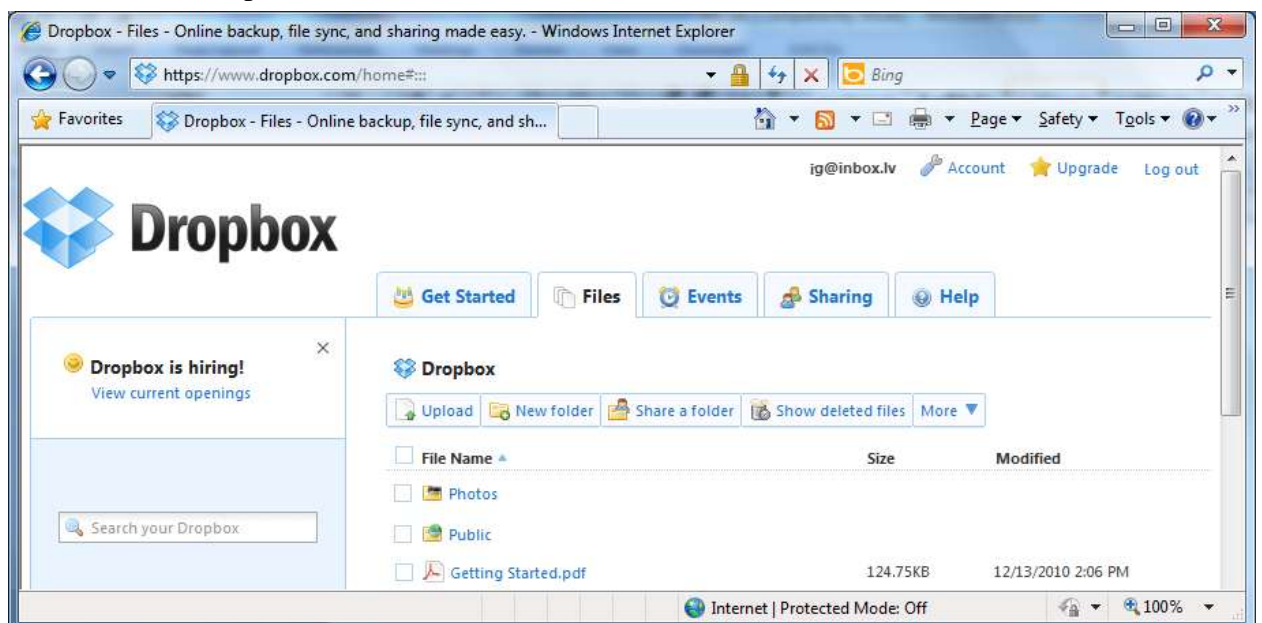 Dropbox - Files - Online backup, file sync, and sharing made easy. - Windows Internet Explorer
https://www.dropbox.com/home#::: Bing
Favorites Dropbox - Files - Online backup, file sync, and sh... Page Safety Tools
ig@inbox.lv Account Upgrade Log out
Dropbox
Get Started Files Events Sharing Help
Dropbox is hiring!
View current openings
Search your Dropbox
Dropbox
Upload New folder Share a folder Show deleted files More
File Name Size Modified
Photos
Public
Getting Started.pdf 124.75KB 12/13/2010 2:06 PM
Internet | Protected Mode: Off 100%